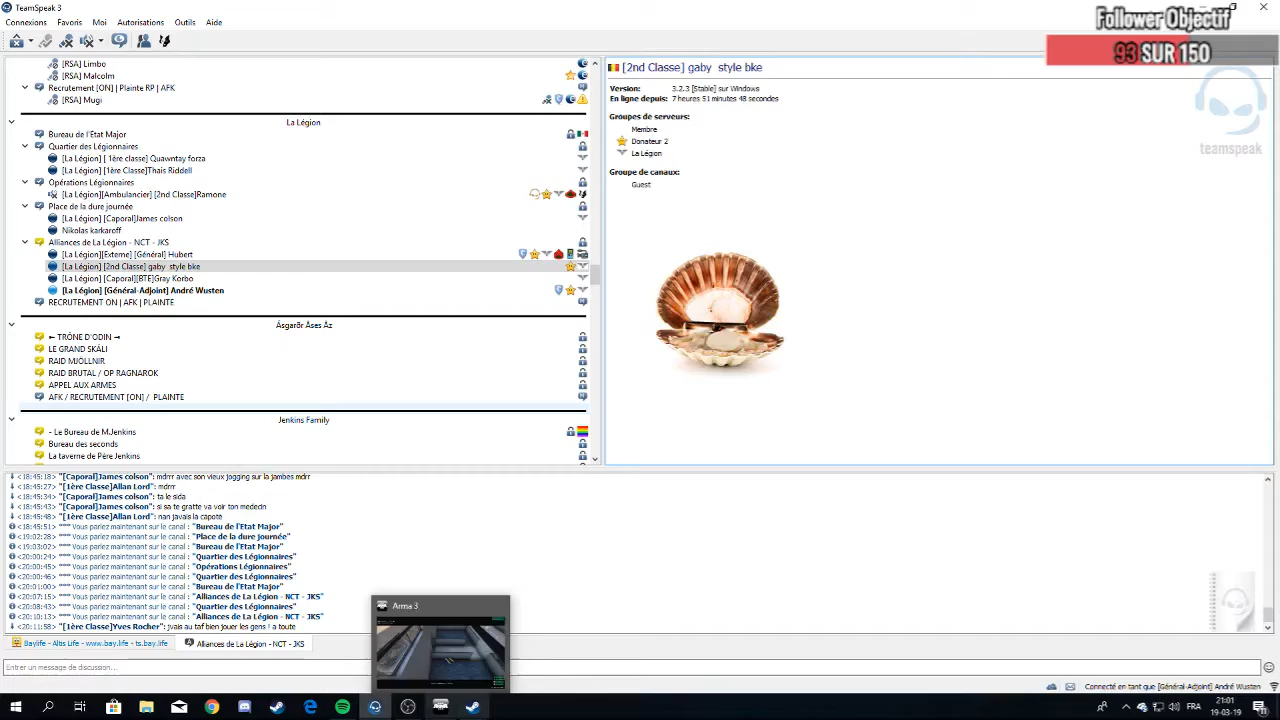 TeamSpeak 3
Connexions Favoris Moi Autorisations Outils Aide
Follower Objectif
93 SUR 150
[RSA] Limbo
[RSA] Malcolm
Recrutement [ON] | Plainte RP | AFK
[RSA] Mugi
La Légion
Bureau de l'Etat Major
Quartier des Légionnaires
[La Légion] [ 1ère classe] Quawntay forza
[La Légion] [1ère Classe]Thais Riddell
Opérations Légionnaires
[La Légion][Ambulancier] [2nd Classe]Ramone
Place de la dure journée
[La Légion] [Caporal]James colson
Nikolas karkaroff
Alliances de La Légion - NCT - JKS
[La Légion][Externe] [Général] Hubert
[La Légion] [2nd Classe] gaby style bke
[La Légion] [Caporal][BTE]Gray Korbo
[La Légion] [Général-Adjoint] André Wusten
RECRUTEMENT ON | AFK | PLAINTE
Ásgarðr Åses Åz
← TRÔNE D'ODIN →
LE GRAND SKÁLI
RAID MJOLLNIR
RAID BRUTAL / OP RAGNAROK
APPEL AUX ARMES
AFK / RECRUTEMENT [ON] / PLAINTE
Jenkins Family
- Le Bureau de M.Jenkins
Bureau des seconds
La taverne de Père Jenkins
[2nd Classe] gaby style bke
Version: 3.2.3 [Stable] sur Windows
En ligne depuis: 7 heures 51 minutes 48 secondes
Groupes de serveurs:
Membre
Donateur 2
La Légion
Groupe de canaux:
Guest
teamspeak
<18:45:18> "[Caporal]James colson": mdrrr avec son vieux jogging sur la jambes mdrr
<18:45:27> "[1ère Classe]Allan Lord": mdrrr
<18:45:34> "[Caporal]James colson": ta le sida
<18:45:43> "[Caporal]James colson": si sa te gratte va voir ton medecin
<18:45:48> "[1ère Classe]Allan Lord": nan javais la capote
<18:45:51> *** Vous parlez maintenant sur le canal : "Bureau de l'Etat Major"
<19:02:28> *** Vous parlez maintenant sur le canal : "Place de la dure journée"
<19:03:02> *** Vous parlez maintenant sur le canal : "Bureau de l'Etat Major"
<20:00:24> *** Vous parlez maintenant sur le canal : "Quartier des Légionnaires"
<20:00:45> *** Vous parlez maintenant sur le canal : "Opérations Légionnaires"
<20:00:46> *** Vous parlez maintenant sur le canal : "Quartier des Légionnaires"
<20:01:00> *** Vous parlez maintenant sur le canal : "Bureau de l'Etat Major"
<20:07:15> *** Vous parlez maintenant sur le canal : "Alliances de La Légion - NCT - JKS"
<20:08:43> *** Vous parlez maintenant sur le canal : "Quartier des Légionnaires"
<20:10:13> *** Vous parlez maintenant sur le canal : "Alliances de La Légion - NCT - JKS"
<20:11:58> "[1ère Classe]Yves Rocher": jvais au taf bien jouer les gens ! a toute
Arma 3
Baylife - Altis Life - www.bay.life - ts.bay.life
Alliances de La Légion - NCT - JKS
Entrer un message de discussion...
Connecté en tant que [Général-Adjoint] André Wusten
FRA
21:01
19-03-19